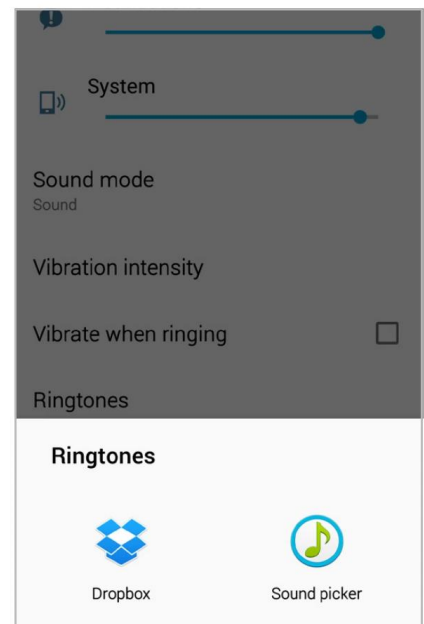 System
Sound mode
Sound
Vibration intensity
Vibrate when ringing
Ringtones
Ringtones
Dropbox
Sound picker